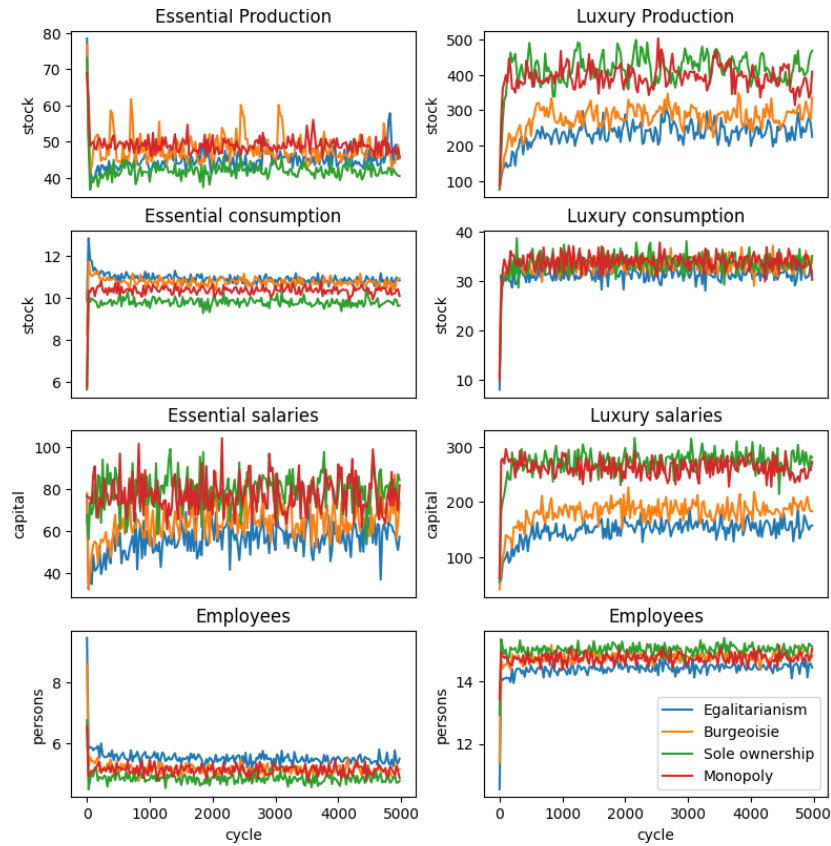 Essential Production
80
70
60
50
40
stock
Luxury Production
500
400
300
200
100
stock
Essential consumption
12
10
8
6
stock
Luxury consumption
40
30
20
10
stock
Essential salaries
100
80
60
40
capital
Luxury salaries
300
200
100
capital
Employees
8
6
persons
0 1000 2000 3000 4000 5000
cycle
Employees
14
12
persons
Egalitarianism
Burgeoisie
Sole ownership
Monopoly
0 1000 2000 3000 4000 5000
cycle